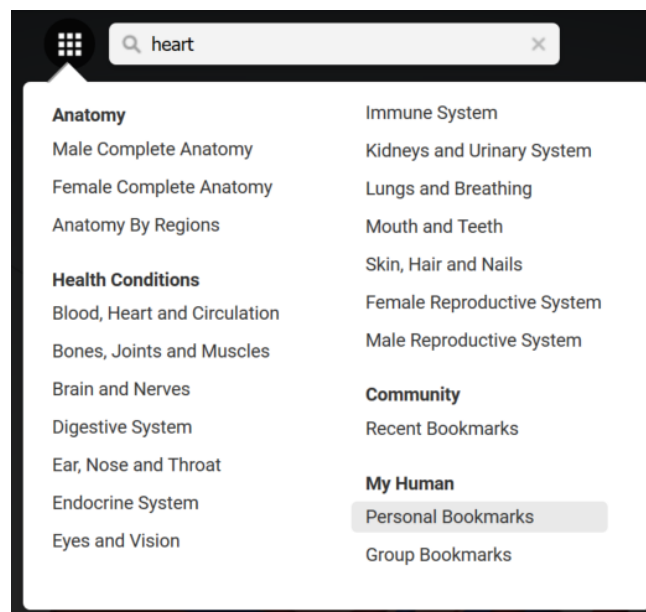 heart
Anatomy
Male Complete Anatomy
Female Complete Anatomy
Anatomy By Regions
Health Conditions
Blood, Heart and Circulation
Bones, Joints and Muscles
Brain and Nerves
Digestive System
Ear, Nose and Throat
Endocrine System
Eyes and Vision
Immune System
Kidneys and Urinary System
Lungs and Breathing
Mouth and Teeth
Skin, Hair and Nails
Female Reproductive System
Male Reproductive System
Community
Recent Bookmarks
My Human
Personal Bookmarks
Group Bookmarks